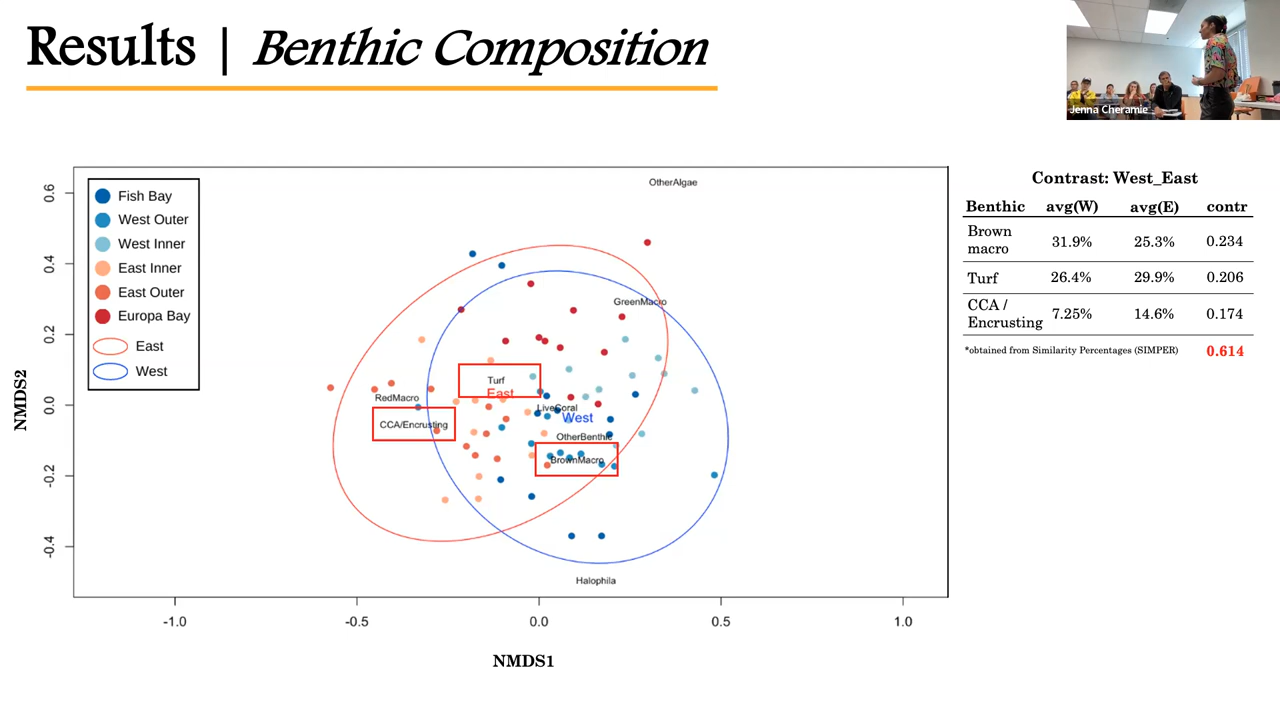 Results | Benthic Composition
Jenna Cheramie
Fish Bay
West Outer
West Inner
East Inner
East Outer
Europa Bay
East
West
OtherAlgae
GreenMacro
Turf
East
RedMacro
LiveCoral
West
CCA/Encrusting
OtherBenthic
BrownMacro
Halophila
0.6
0.4
0.2
0.0
-0.2
-0.4
NMDS2
-1.0 -0.5 0.0 0.5 1.0
NMDS1
Contrast: West_East
Benthic avg(W) avg(E) contr
Brown
macro 31.9% 25.3% 0.234
Turf 26.4% 29.9% 0.206
CCA /
Encrusting 7.25% 14.6% 0.174
*obtained from Similarity Percentages (SIMPER) 0.614